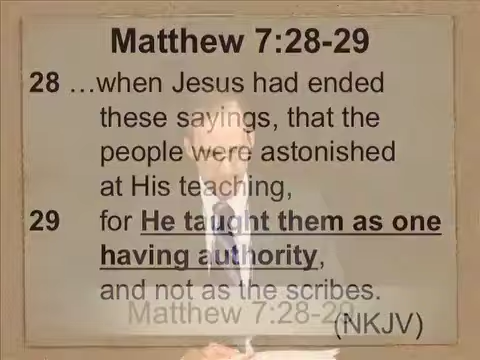 Matthew 7:28-29
28 …when Jesus had ended
these sayings, that the
people were astonished
at His teaching,
29 for He taught them as one
having authority,
and not as the scribes.
Matthew 7:28-29
(NKJV)